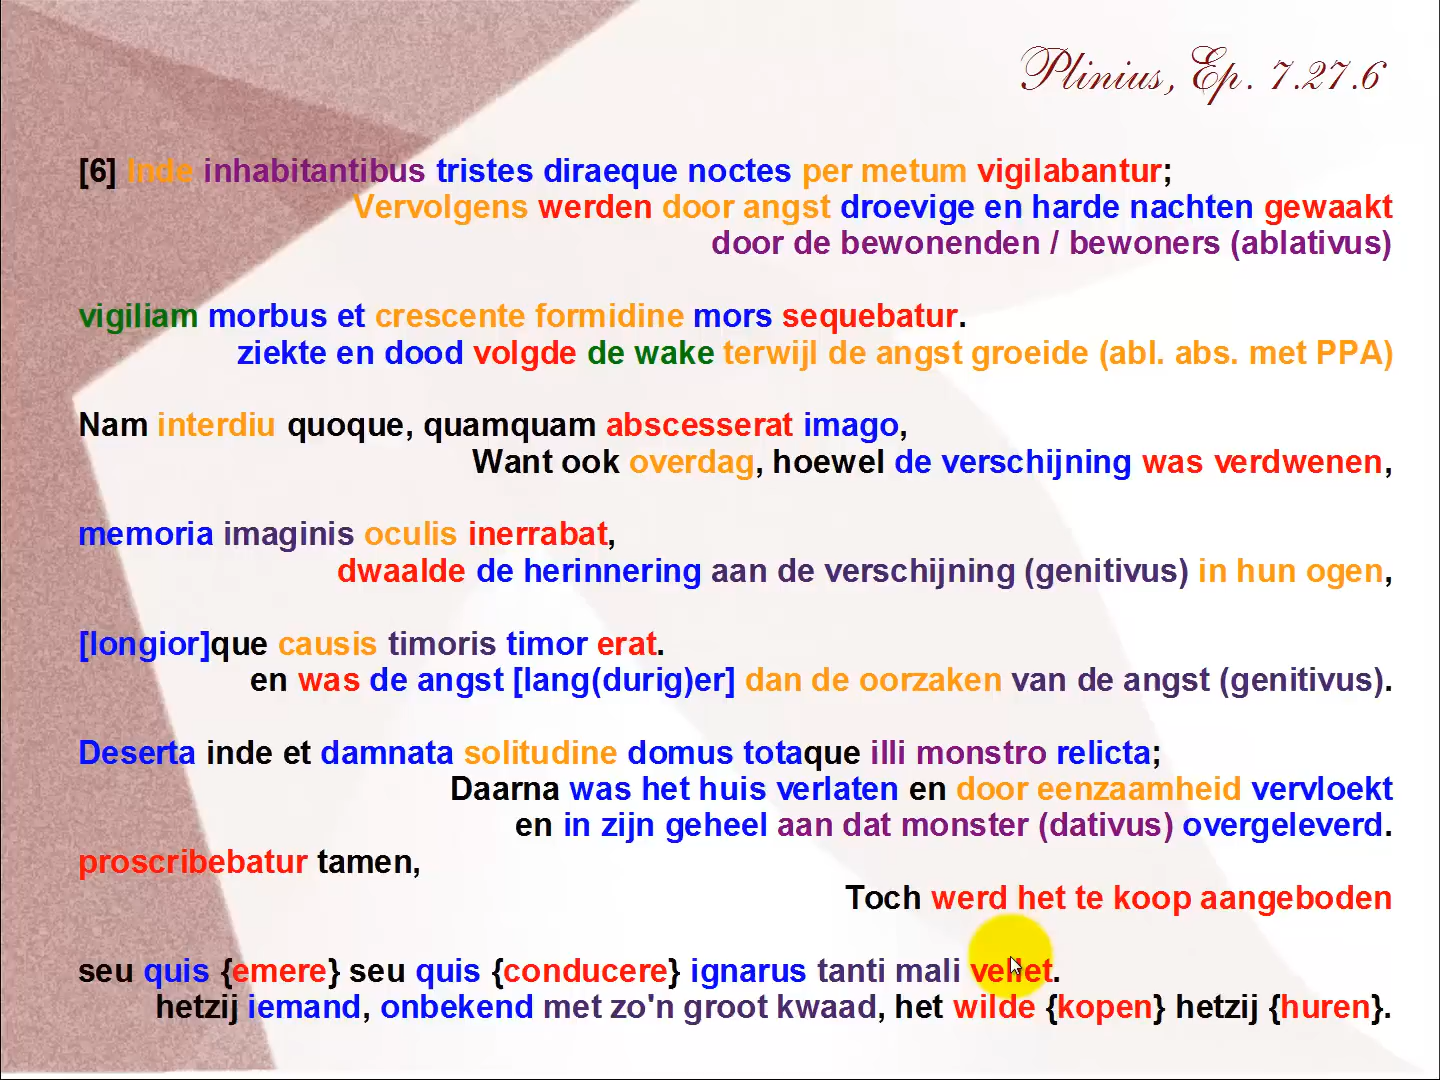 Plinius, Ep. 7.27.6
[6] Inde inhabitantibus tristes diraeque noctes per metum vigilabantur;
Vervolgens werden door angst droevige en harde nachten gewaakt
door de bewonenden / bewoners (ablativus)
vigiliam morbus et crescente formidine mors sequebatur.
ziekte en dood volgde de wake terwijl de angst groeide (abl. abs. met PPA)
Nam interdiu quoque, quamquam abscesserat imago,
Want ook overdag, hoewel de verschijning was verdwenen,
memoria imaginis oculis inerrabat,
dwaalde de herinnering aan de verschijning (genitivus) in hun ogen,
[longior]que causis timoris timor erat.
en was de angst [lang(durig)er] dan de oorzaken van de angst (genitivus).
Deserta inde et damnata solitudine domus totaque illi monstro relicta;
Daarna was het huis verlaten en door eenzaamheid vervloekt
en in zijn geheel aan dat monster (dativus) overgeleverd.
proscribebatur tamen,
Toch werd het te koop aangeboden
seu quis {emere} seu quis {conducere} ignarus tanti mali vellet.
hetzij iemand, onbekend met zo'n groot kwaad, het wilde {kopen} hetzij {huren}.